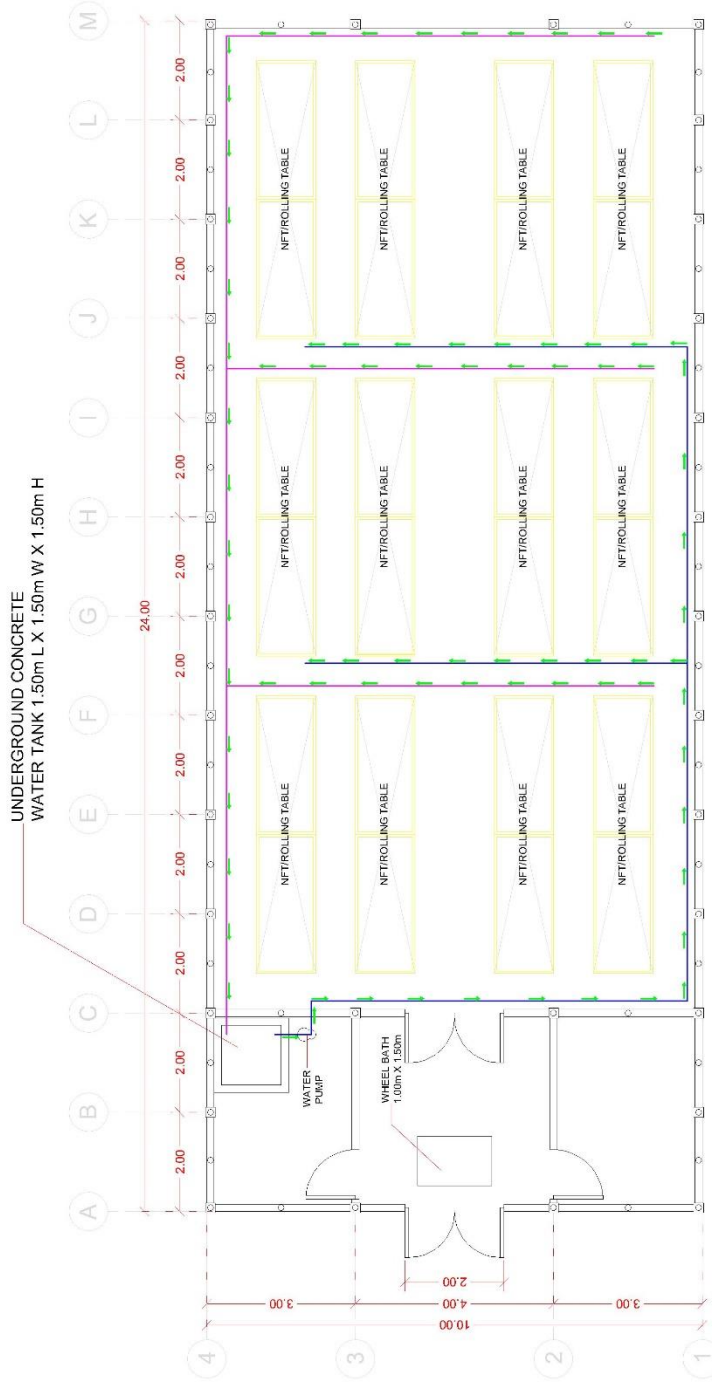 UNDERGROUND CONCRETE
WATER TANK 1.50m L X 1.50m W X 1.50m H
A
B
C
D
E
F
G
H
I
J
K
L
M
24.00
2.00
2.00
2.00
2.00
2.00
2.00
2.00
2.00
2.00
2.00
2.00
2.00
4
3.00
NFT/ROLLING TABLE
NFT/ROLLING TABLE
NFT/ROLLING TABLE
WATER
PUMP
3
WHEEL BATH
1.00m X 1.50m
NFT/ROLLING TABLE
NFT/ROLLING TABLE
NFT/ROLLING TABLE
10.00
4.00
2.00
NFT/ROLLING TABLE
NFT/ROLLING TABLE
NFT/ROLLING TABLE
2
3.00
NFT/ROLLING TABLE
NFT/ROLLING TABLE
NFT/ROLLING TABLE
1